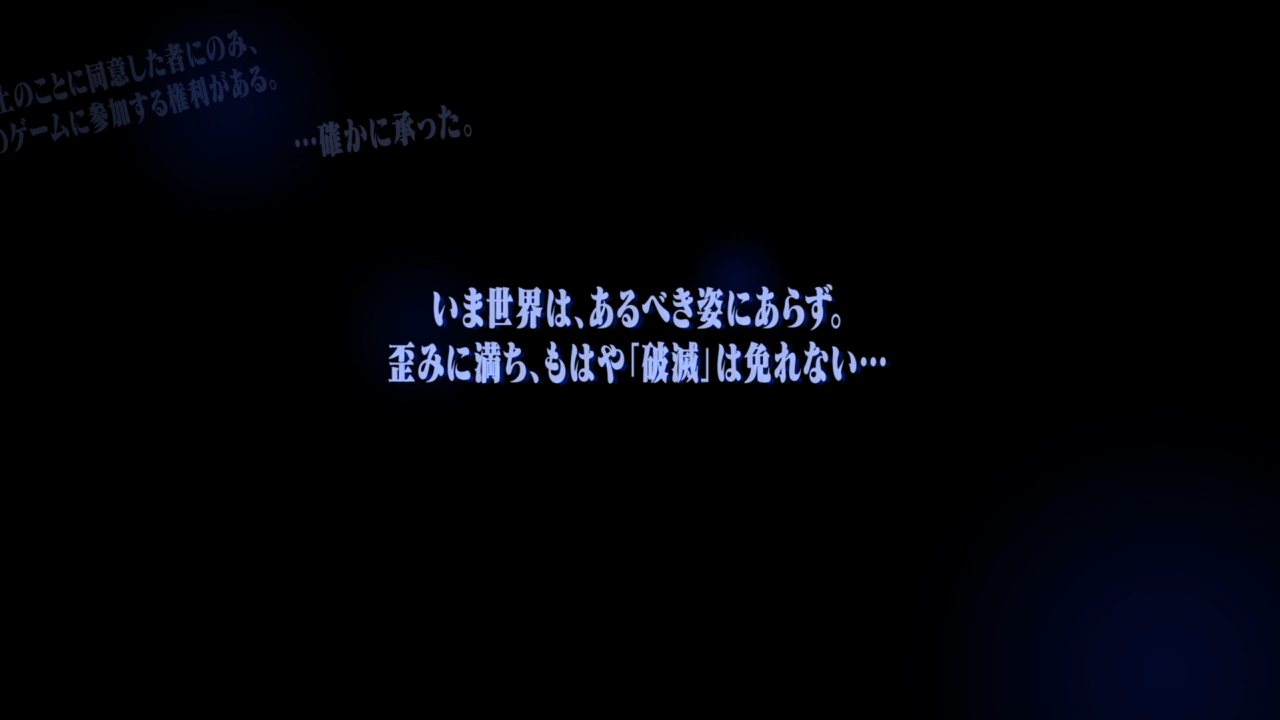 上のことに同意した者にのみ、
のゲームに参加する権利がある。
…確かに承った。
いま世界は、あるべき姿にあらず。
歪みに満ち、もはや「破滅」は免れない…